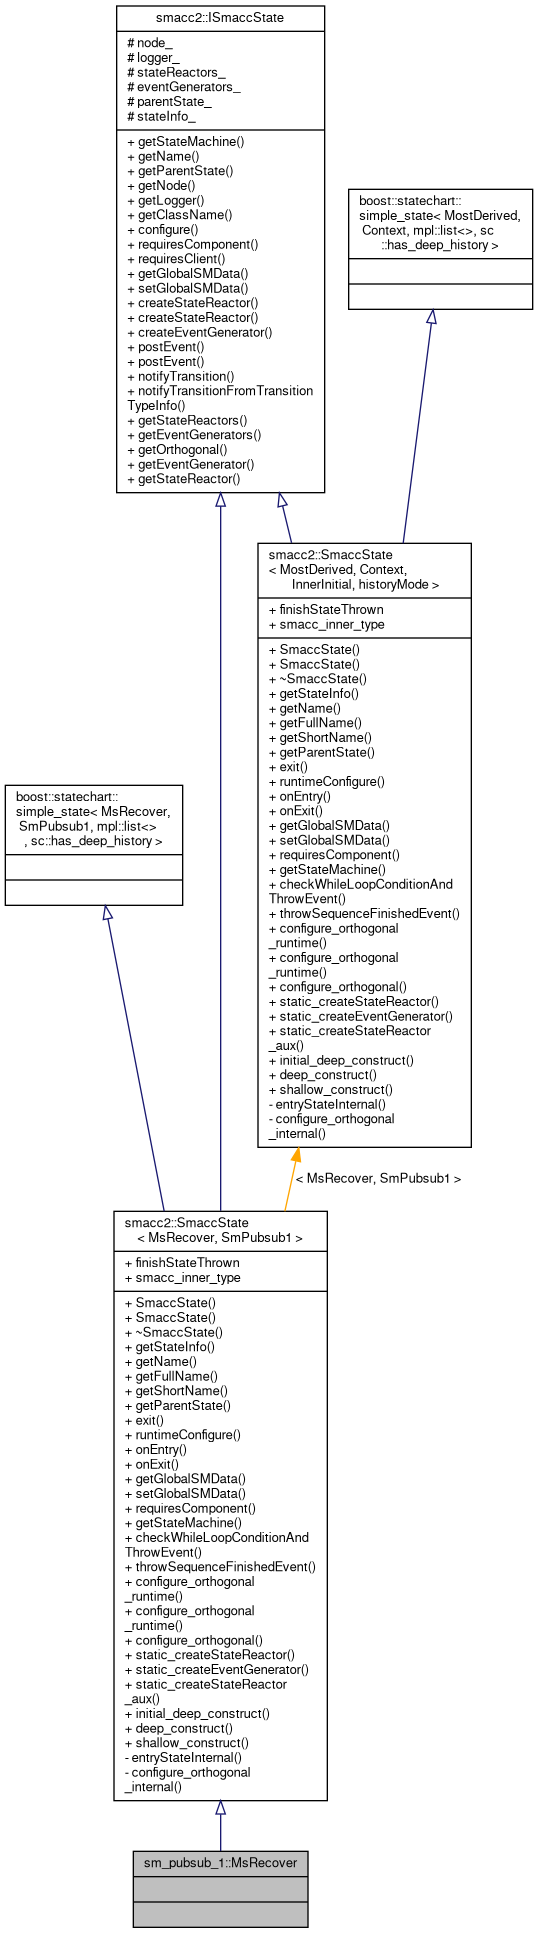 smacc2::ISmaccState
# node_
# logger_
# stateReactors_
# eventGenerators_
# parentState_
# stateInfo_
+ getStateMachine()
+ getName()
+ getParentState()
+ getNode()
+ getLogger()
+ getClassName()
+ configure()
+ requiresComponent()
+ requiresClient()
+ getGlobalSMData()
+ setGlobalSMData()
+ createStateReactor()
+ createStateReactor()
+ createEventGenerator()
+ postEvent()
+ postEvent()
+ notifyTransition()
+ notifyTransitionFromTransition
TypeInfo()
+ getStateReactors()
+ getEventGenerators()
+ getOrthogonal()
+ getEventGenerator()
+ getStateReactor()
boost::statechart::
simple_state< MostDerived,
Context, mpl::list<>, sc
::has_deep_history >
smacc2::SmaccState
< MostDerived, Context,
InnerInitial, historyMode >
+ finishStateThrown
+ smacc_inner_type
+ SmaccState()
+ SmaccState()
+ ~SmaccState()
+ getStateInfo()
+ getName()
+ getFullName()
+ getShortName()
+ getParentState()
+ exit()
+ runtimeConfigure()
+ onEntry()
+ onExit()
+ getGlobalSMData()
+ setGlobalSMData()
+ requiresComponent()
+ getStateMachine()
+ checkWhileLoopConditionAnd
ThrowEvent()
+ throwSequenceFinishedEvent()
+ configure_orthogonal
_runtime()
+ configure_orthogonal
_runtime()
+ configure_orthogonal()
+ static_createStateReactor()
+ static_createEventGenerator()
+ static_createStateReactor
_aux()
+ initial_deep_construct()
+ deep_construct()
+ shallow_construct()
- entryStateInternal()
- configure_orthogonal
_internal()
boost::statechart::
simple_state< MsRecover,
SmPubsub1, mpl::list<>
, sc::has_deep_history >
< MsRecover, SmPubsub1 >
smacc2::SmaccState
< MsRecover, SmPubsub1 >
+ finishStateThrown
+ smacc_inner_type
+ SmaccState()
+ SmaccState()
+ ~SmaccState()
+ getStateInfo()
+ getName()
+ getFullName()
+ getShortName()
+ getParentState()
+ exit()
+ runtimeConfigure()
+ onEntry()
+ onExit()
+ getGlobalSMData()
+ setGlobalSMData()
+ requiresComponent()
+ getStateMachine()
+ checkWhileLoopConditionAnd
ThrowEvent()
+ throwSequenceFinishedEvent()
+ configure_orthogonal
_runtime()
+ configure_orthogonal
_runtime()
+ configure_orthogonal()
+ static_createStateReactor()
+ static_createEventGenerator()
+ static_createStateReactor
_aux()
+ initial_deep_construct()
+ deep_construct()
+ shallow_construct()
- entryStateInternal()
- configure_orthogonal
_internal()
sm_pubsub_1::MsRecover